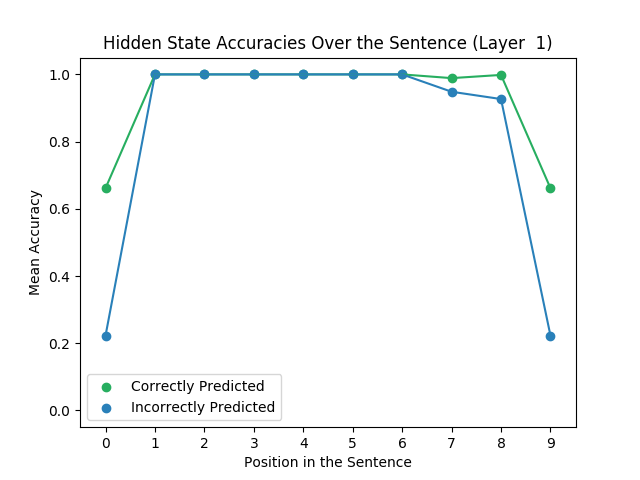 Hidden State Accuracies Over the Sentence (Layer  1)
1.0
0.8
0.6
0.4
0.2
0.0
Mean Accuracy
Correctly Predicted
Incorrectly Predicted
0 1 2 3 4 5 6 7 8 9
Position in the Sentence